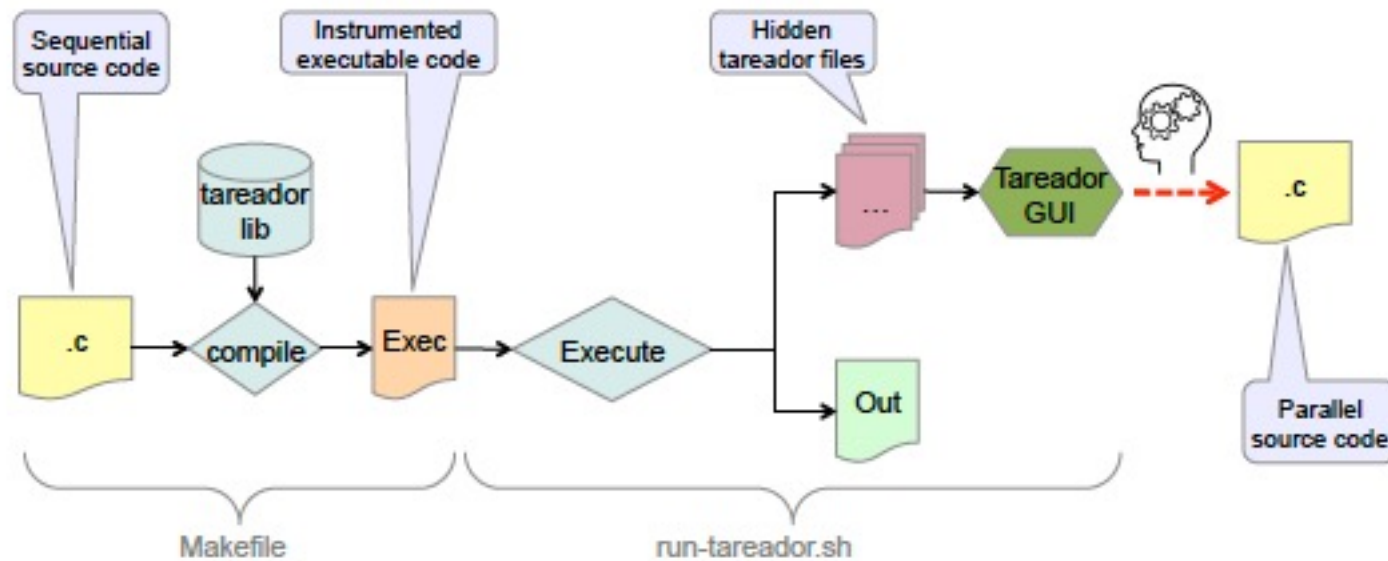 Sequential
source code
Instrumented
executable code
Hidden
tareador files
tareador
lib
Tareador
GUI
...
.c
.c
compile
Exec
Execute
Out
Parallel
source code
Makefile
run-tareador.sh